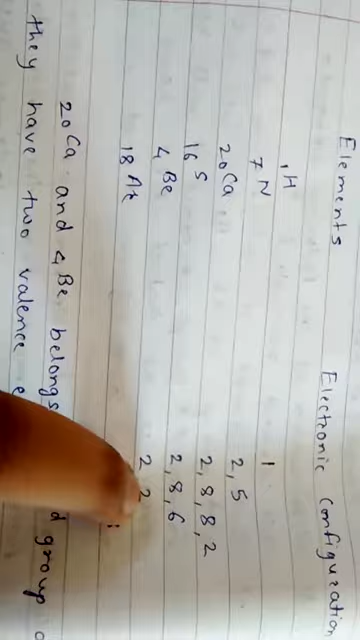 Elements Electronic configuration
₁H 1
₇N 2,5
₂₀Ca 2,8,8,2
₁₆S 2,8,6
₄Be 2 2
₁₈Ar
₂₀Ca and ₄Be belongs group
they have two valence